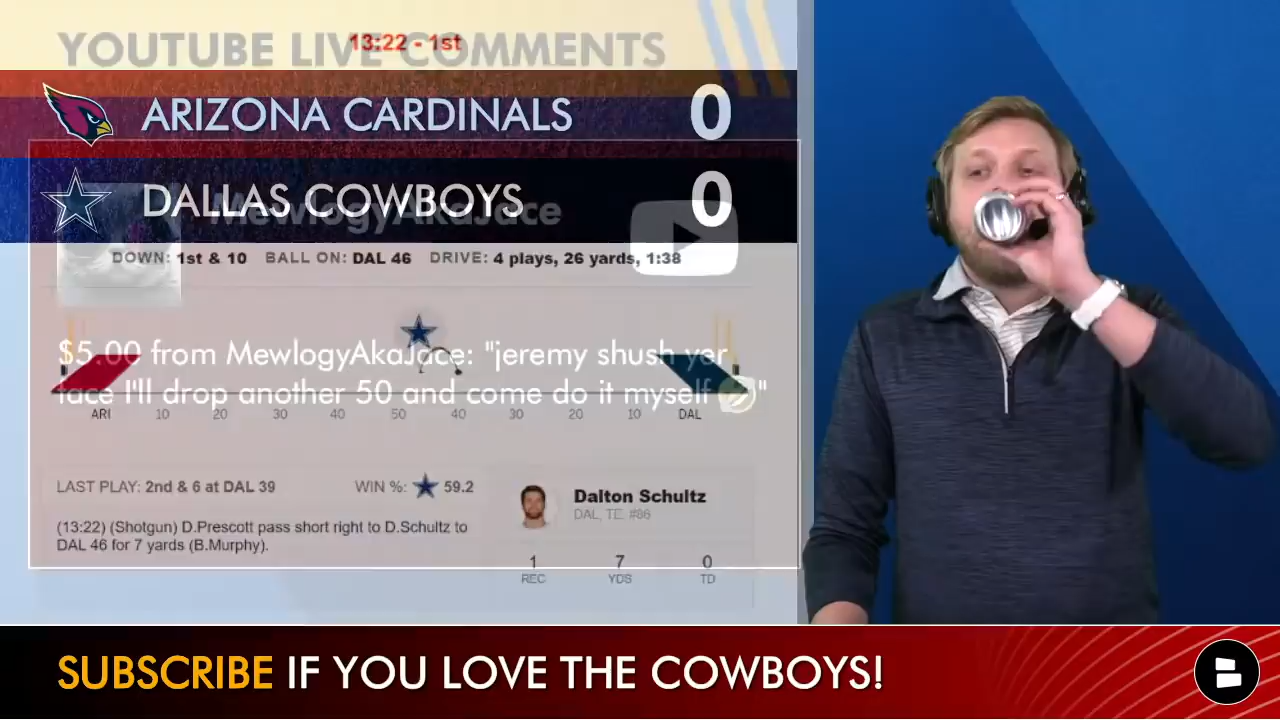 YOUTUBE LIVE COMMENTS
13:22 - 1st
ARIZONA CARDINALS 0
DALLAS COWBOYS 0
MewlogyAkaJace
DOWN: 1st & 10 BALL ON: DAL 46 DRIVE: 4 plays, 26 yards, 1:38
$5.00 from MewlogyAkaJace: "jeremy shush yer
face I'll drop another 50 and come do it myself "
ARI 10 20 30 40 50 40 30 20 10 DAL
LAST PLAY: 2nd & 6 at DAL 39 WIN %: 59.2
(13:22) (Shotgun) D.Prescott pass short right to D.Schultz to
DAL 46 for 7 yards (B.Murphy).
Dalton Schultz
DAL, TE, #86
1 7 0
REC YDS TD
SUBSCRIBE IF YOU LOVE THE COWBOYS!